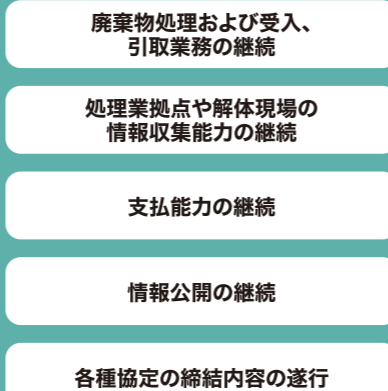 廃棄物処理および受入、
引取業務の継続
処理業拠点や解体現場の
情報収集能力の継続
支払能力の継続
情報公開の継続
各種協定の締結内容の遂行